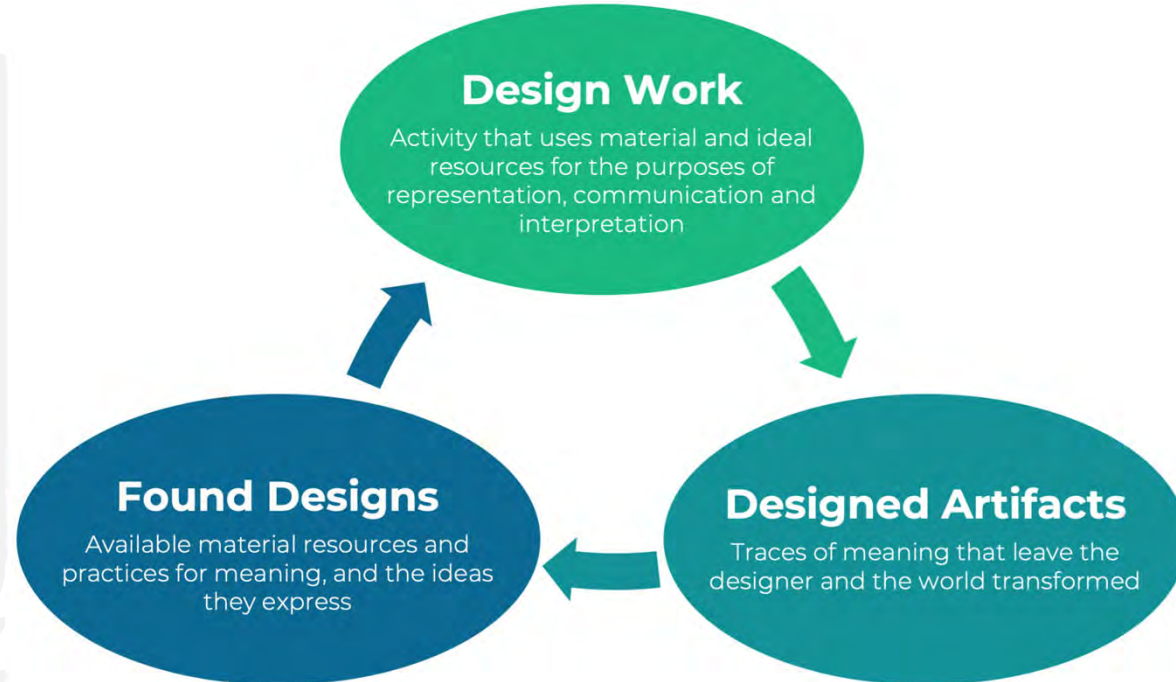 Design Work
Activity that uses material and ideal
resources for the purposes of
representation, communication and
interpretation
Found Designs
Available material resources and
practices for meaning, and the ideas
they express
Designed Artifacts
Traces of meaning that leave the
designer and the world transformed